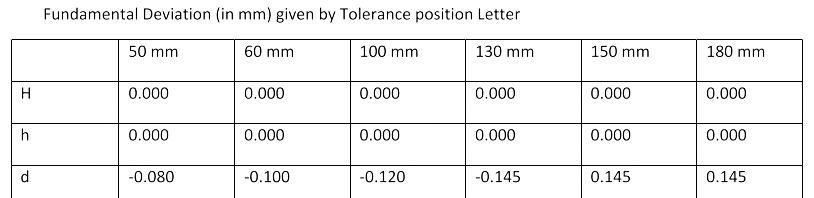 Fundamental Deviation (in mm) given by Tolerance position Letter
50 mm 60 mm 100 mm 130 mm 150 mm 180 mm
H 0.000 0.000 0.000 0.000 0.000 0.000
h 0.000 0.000 0.000 0.000 0.000 0.000
d -0.080 -0.100 -0.120 -0.145 0.145 0.145